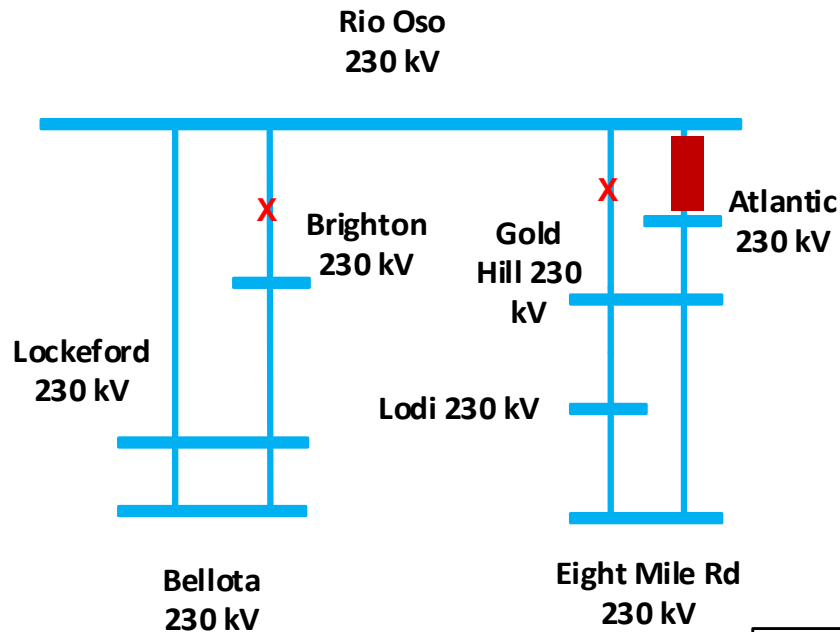 Rio Oso
230 kV
X
X
Brighton
230 kV
Gold
Hill 230
kV
Atlantic
230 kV
Lockeford
230 kV
Lodi 230 kV
Bellota
230 kV
Eight Mile Rd
230 kV